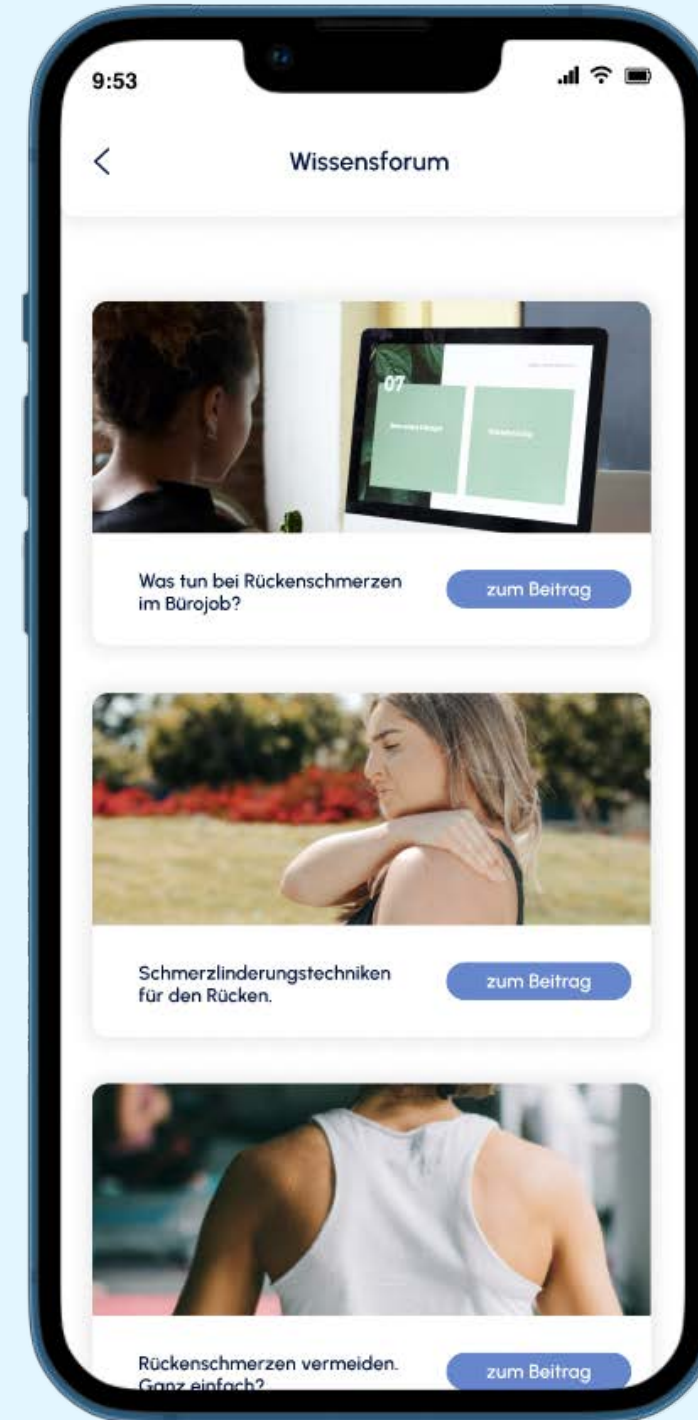 9:53
Wissensforum
07
Was tun bei Rückenschmerzen
im Bürojob?
zum Beitrag
Schmerzlinderungstechniken
für den Rücken.
zum Beitrag
Rückenschmerzen vermeiden.
Ganz einfach?
zum Beitrag